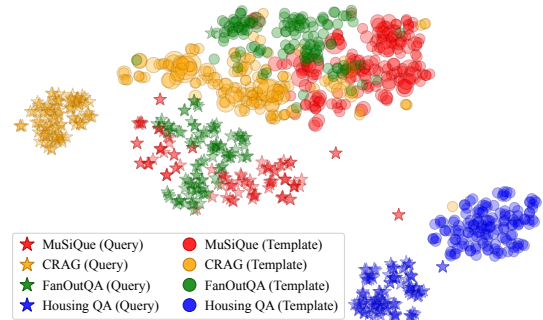 MuSiQue (Query) MuSiQue (Template)
CRAG (Query) CRAG (Template)
FanOutQA (Query) FanOutQA (Template)
Housing QA (Query) Housing QA (Template)